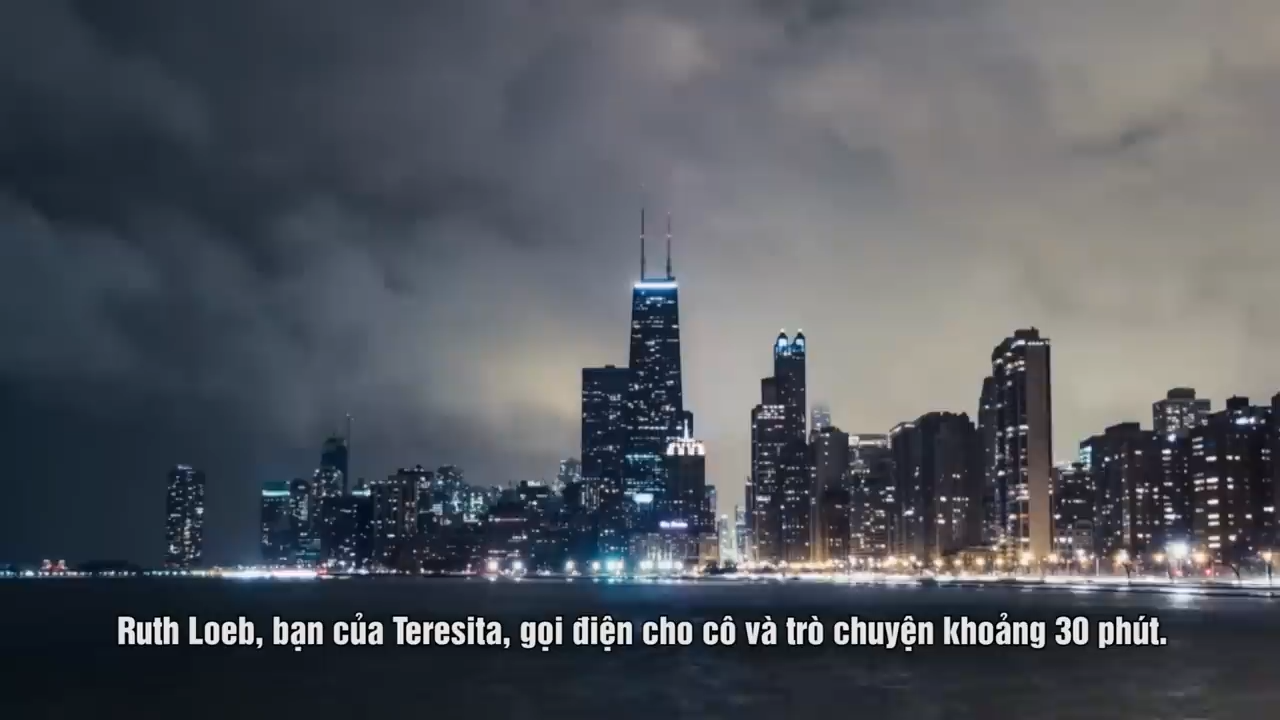 Ruth Loeb, bạn của Teresita, gọi điện cho cô và trò chuyện khoảng 30 phút.